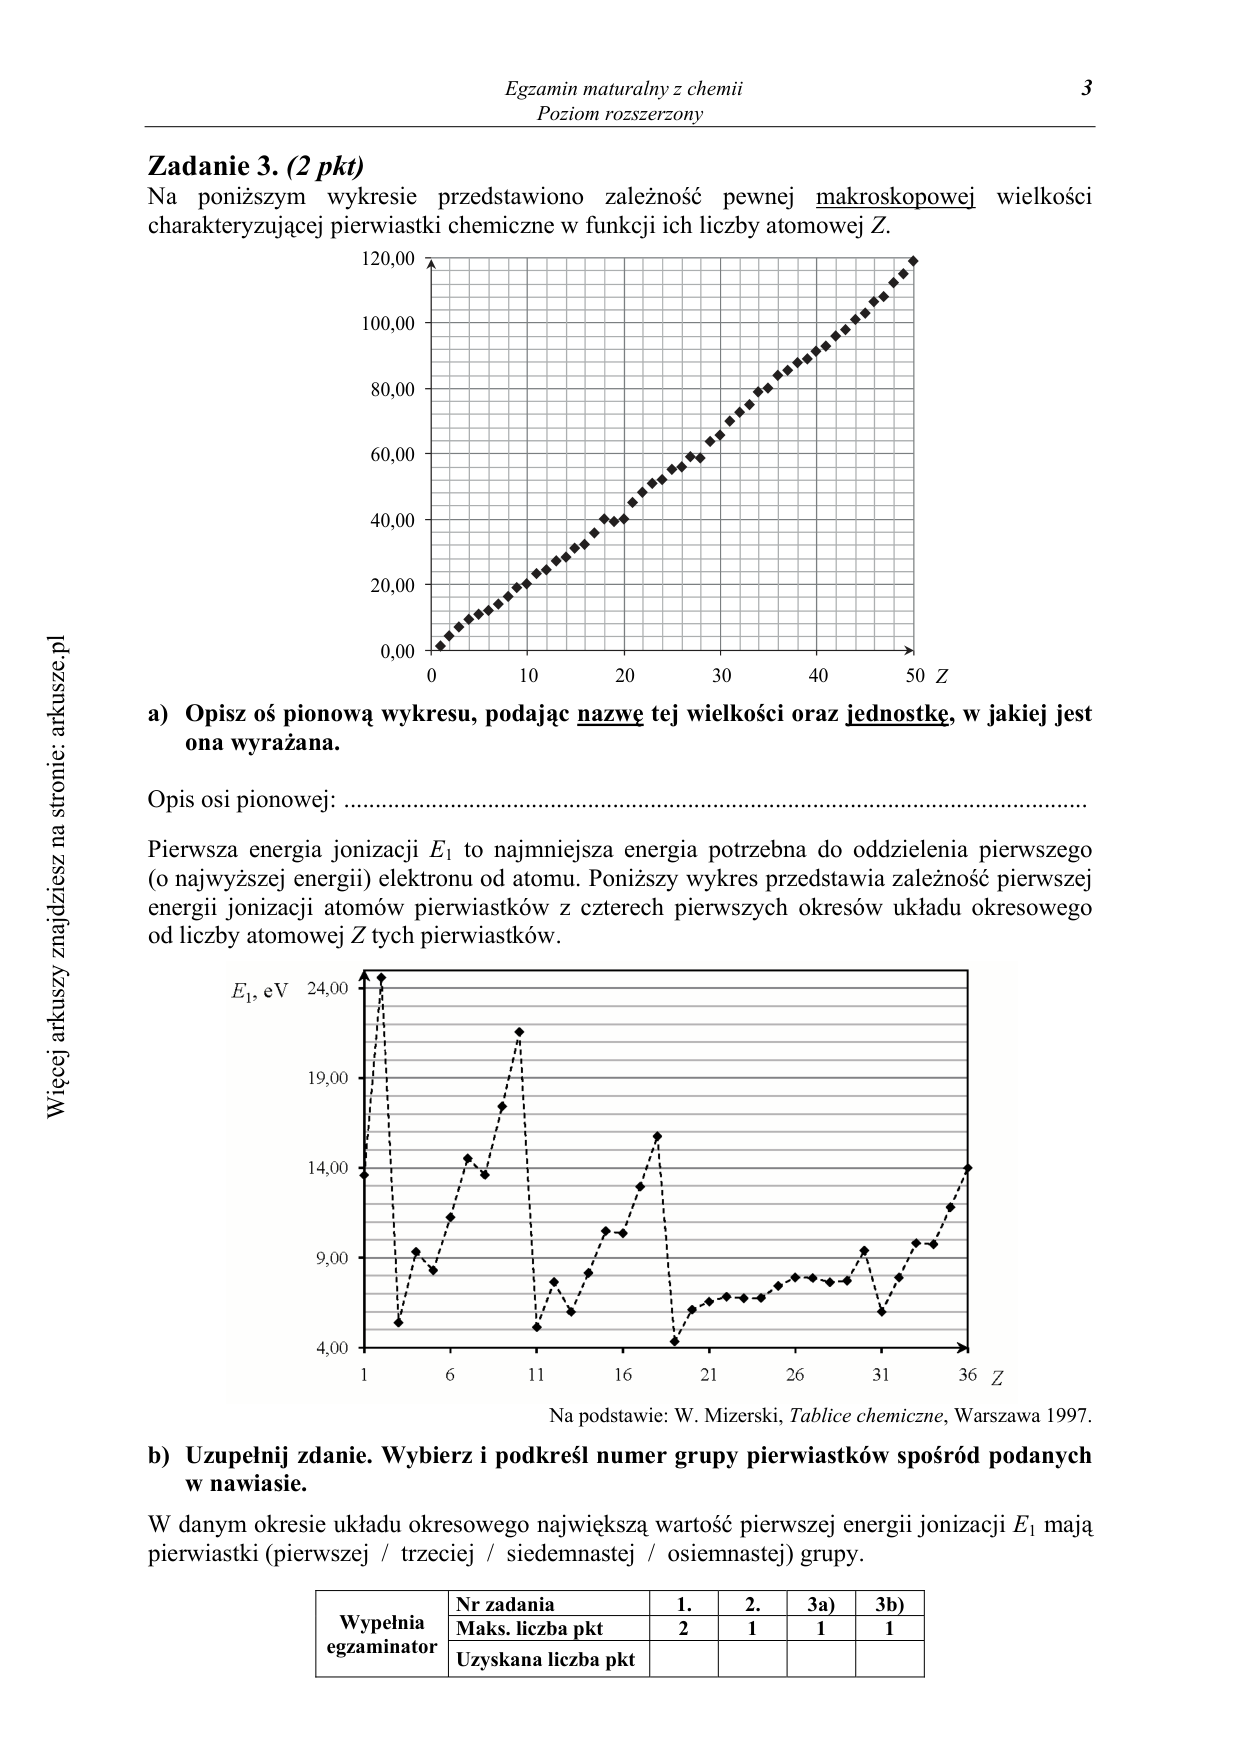 Egzamin maturalny z chemii
3
Poziom rozszerzony
Zadanie 3. (2 pkt)
Na poniższym wykresie przedstawiono zależność pewnej makroskopowej wielkości
charakteryzującej pierwiastki chemiczne w funkcji ich liczby atomowej Z.
120,00
100,00
80,00
60,00
40,00
20,00
0,00
0 10 20 30 40 50 Z
a) Opisz oś pionową wykresu, podając nazwę tej wielkości oraz jednostkę, w jakiej jest
ona wyrażana.
Opis osi pionowej: .......................................................................................................................
Pierwsza energia jonizacji E1 to najmniejsza energia potrzebna do oddzielenia pierwszego
(o najwyższej energii) elektronu od atomu. Poniższy wykres przedstawia zależność pierwszej
energii jonizacji atomów pierwiastków z czterech pierwszych okresów układu okresowego
od liczby atomowej Z tych pierwiastków.
E1, eV 24,00
19,00
14,00
9,00
4,00
1 6 11 16 21 26 31 36 Z
Na podstawie: W. Mizerski, Tablice chemiczne, Warszawa 1997.
b) Uzupełnij zdanie. Wybierz i podkreśl numer grupy pierwiastków spośród podanych
w nawiasie.
W danym okresie układu okresowego największą wartość pierwszej energii jonizacji E1 mają
pierwiastki (pierwszej / trzeciej / siedemnastej / osiemnastej) grupy.
Wypełnia
egzaminator
Nr zadania 1. 2. 3a) 3b)
Maks. liczba pkt 2 1 1 1
Uzyskana liczba pkt
Więcej arkuszy znajdziesz na stronie: arkusze.pl